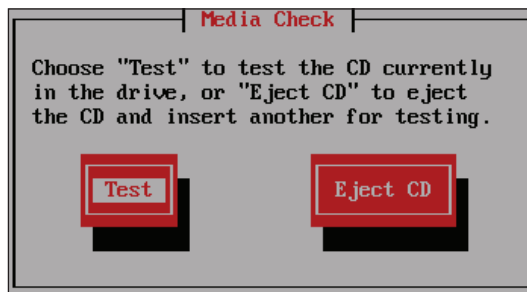 Media Check
Choose "Test" to test the CD currently
in the drive, or "Eject CD" to eject
the CD and insert another for testing.
Test
Eject CD